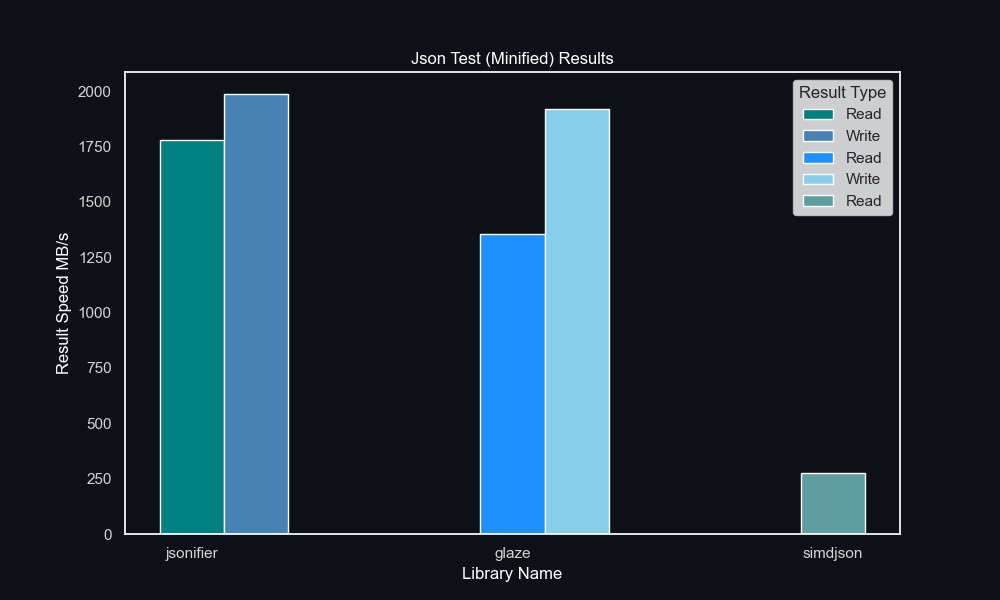 Json Test (Minified) Results
Result Type
Read
Write
Read
Write
Read
2000
1750
1500
1250
1000
750
500
250
0
Result Speed MB/s
jsonifier glaze simdjson
Library Name